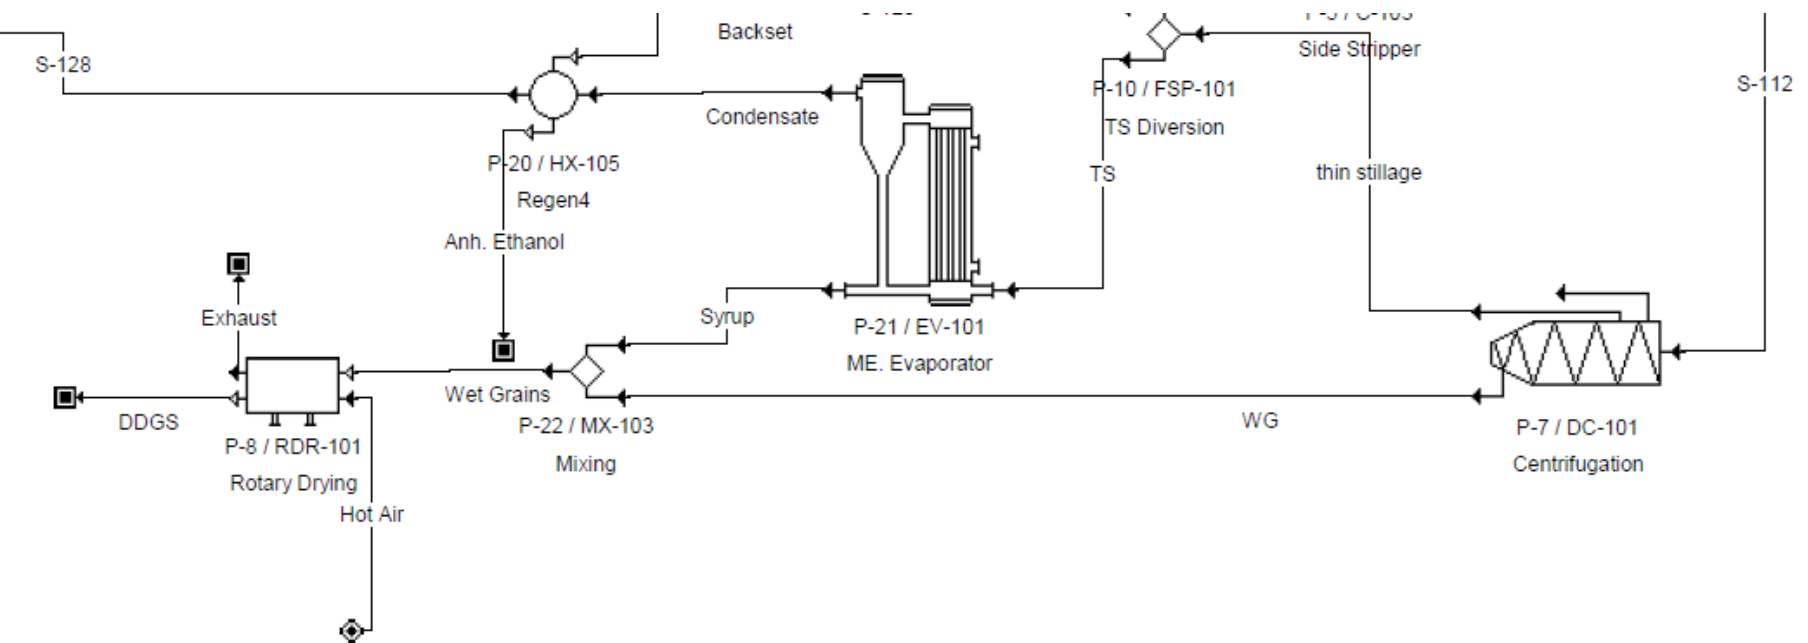 Backset
Side Stripper
S-128
S-112
P-10 / FSP-101
Condensate
TS Diversion
P-20 / HX-105
TS
thin stillage
Regen4
Anh. Ethanol
Exhaust
Syrup
P-21 / EV-101
ME. Evaporator
Wet Grains
DDGS
WG
P-22 / MX-103
P-7 / DC-101
P-8 / RDR-101
Mixing
Centrifugation
Rotary Drying
Hot Air